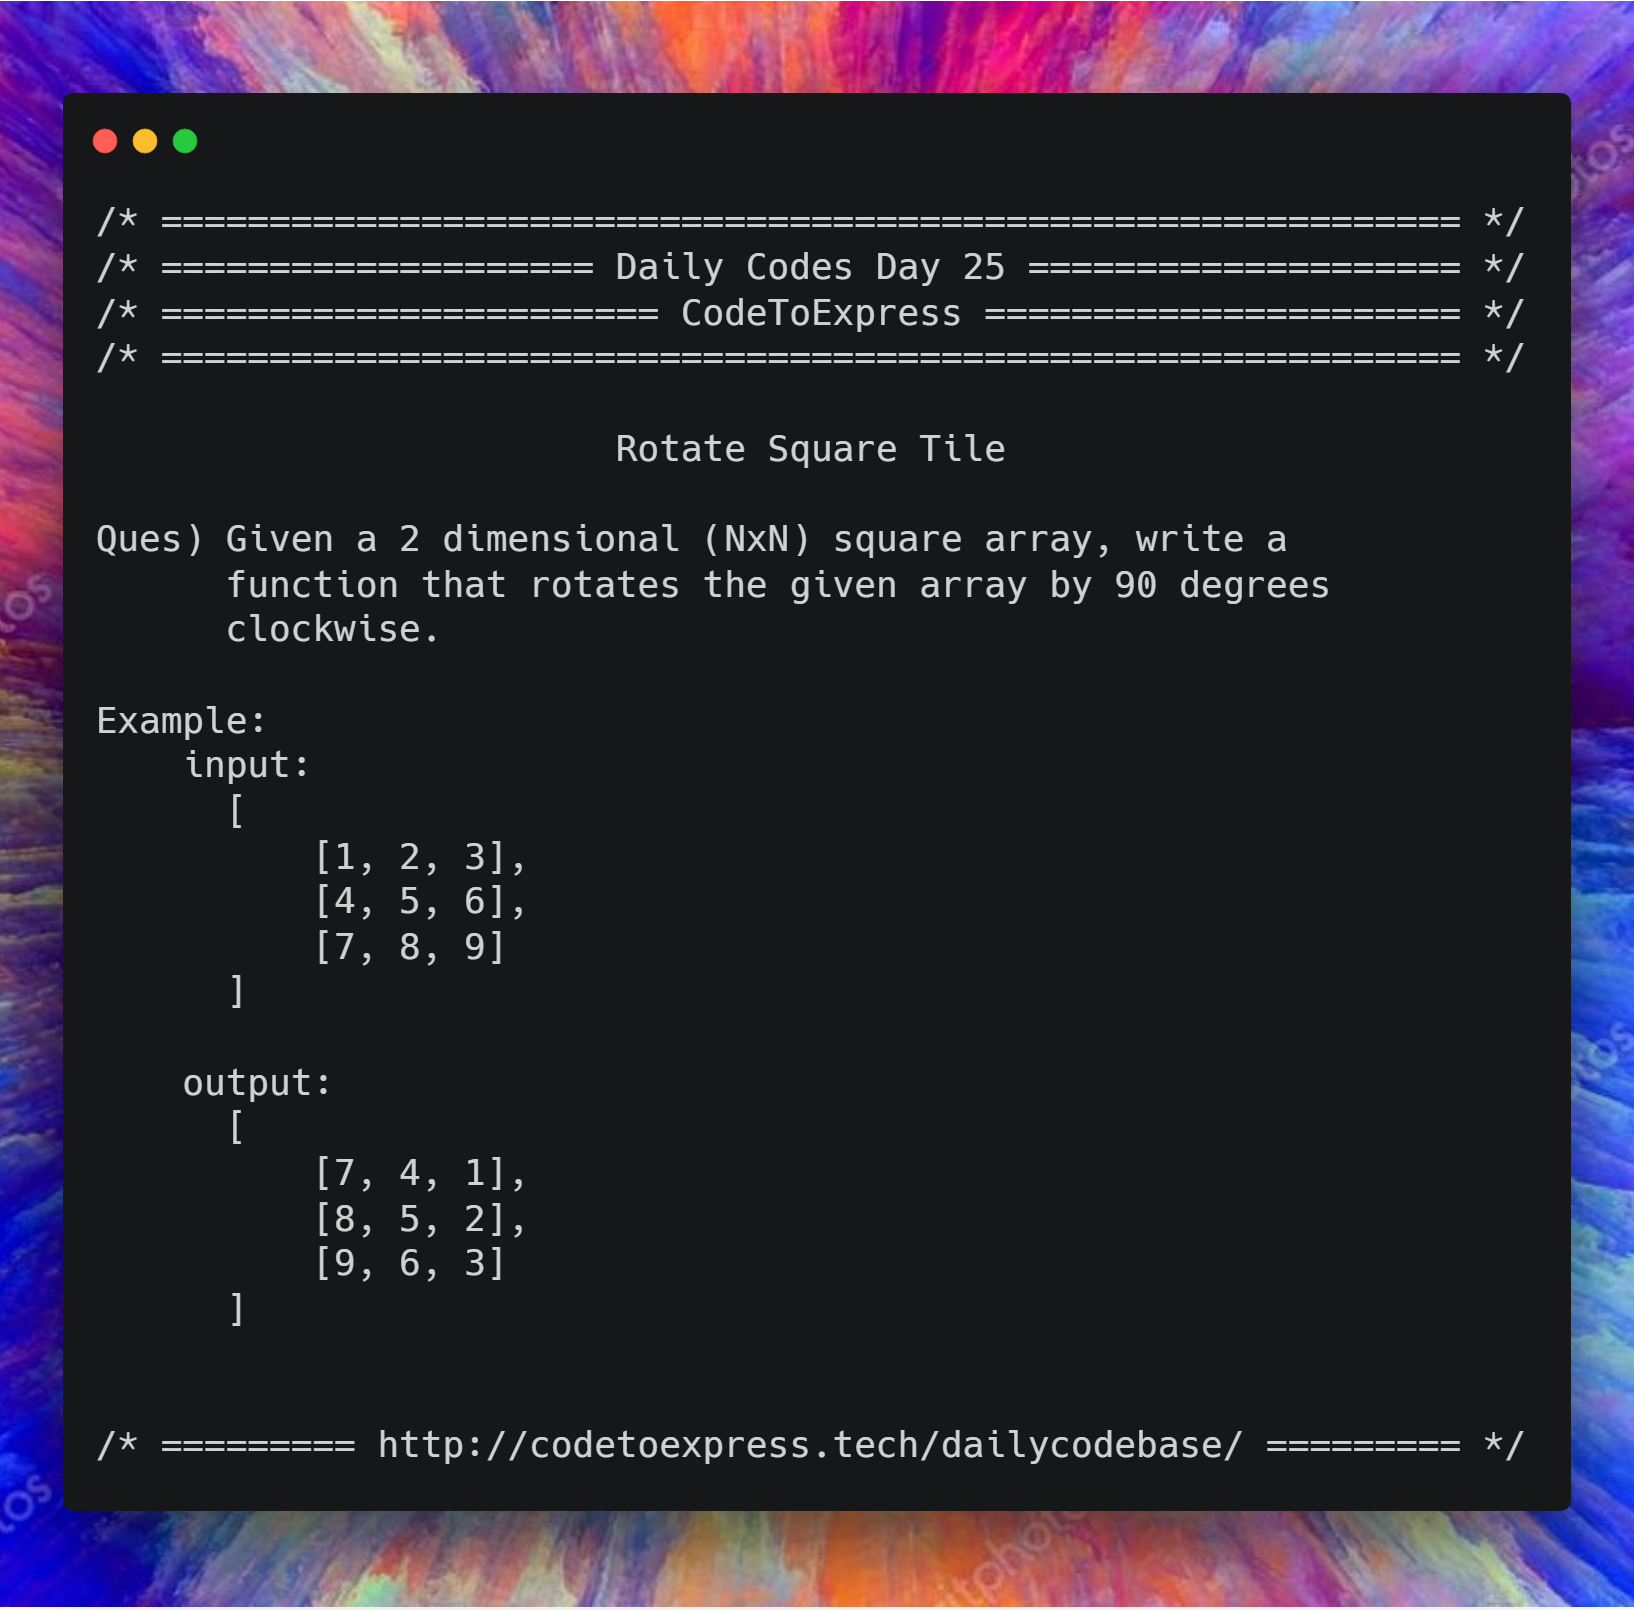 /* ============================================================ */
/* ==================== Daily Codes Day 25 ==================== */
/* ======================= CodeToExpress ====================== */
/* ============================================================ */
Rotate Square Tile
Ques) Given a 2 dimensional (NxN) square array, write a
function that rotates the given array by 90 degrees
clockwise.
Example:
input:
[
[1, 2, 3],
[4, 5, 6],
[7, 8, 9]
]
output:
[
[7, 4, 1],
[8, 5, 2],
[9, 6, 3]
]
/* ========= http://codetoexpress.tech/dailycodebase/ ========= */